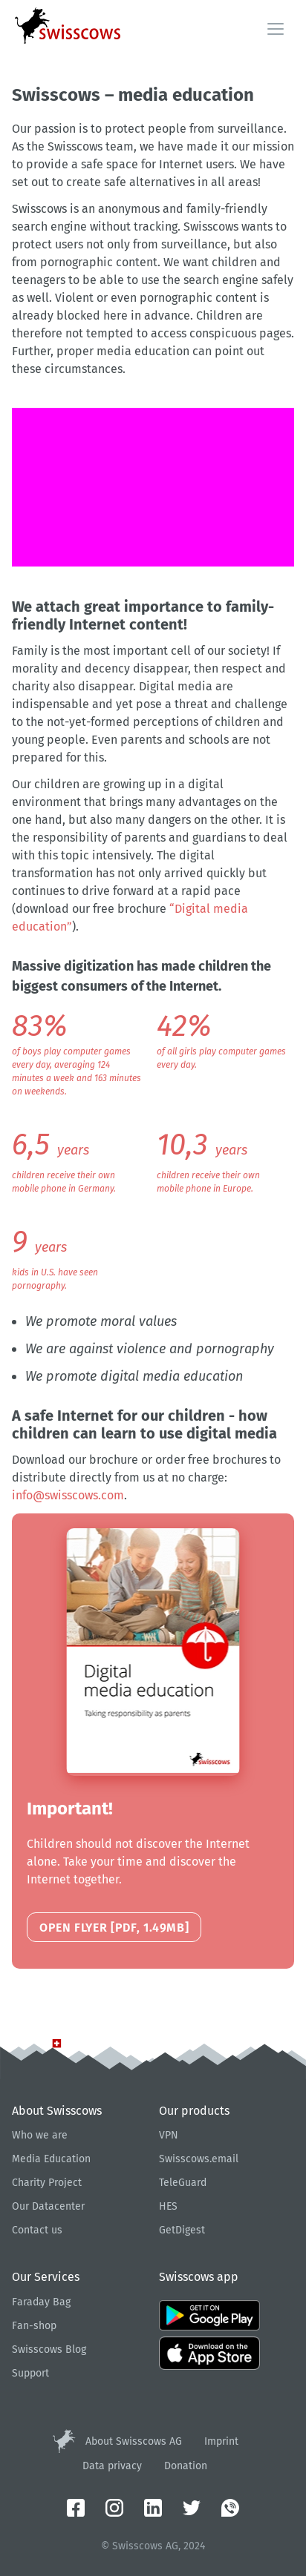 swisscows
Swisscows – media education
Our passion is to protect people from surveillance.
As the Swisscows team, we have made it our mission
to provide a safe space for Internet users. We have
set out to create safe alternatives in all areas!
Swisscows is an anonymous and family-friendly
search engine without tracking. Swisscows wants to
protect users not only from surveillance, but also
from pornographic content. We want children and
teenagers to be able to use the search engine safely
as well. Violent or even pornographic content is
already blocked here in advance. Children are
therefore not tempted to access conspicuous pages.
Further, proper media education can point out
these circumstances.
We attach great importance to family-
friendly Internet content!
Family is the most important cell of our society! If
morality and decency disappear, then respect and
charity also disappear. Digital media are
indispensable and yet pose a threat and challenge
to the not-yet-formed perceptions of children and
young people. Even parents and schools are not
prepared for this.
Our children are growing up in a digital
environment that brings many advantages on the
one hand, but also many dangers on the other. It is
the responsibility of parents and guardians to deal
with this topic intensively. The digital
transformation has not only arrived quickly but
continues to drive forward at a rapid pace
(download our free brochure “Digital media
education”).
Massive digitization has made children the
biggest consumers of the Internet.
83%
of boys play computer games
every day, averaging 124
minutes a week and 163 minutes
on weekends.
42%
of all girls play computer games
every day.
6,5 years
children receive their own
mobile phone in Germany.
10,3 years
children receive their own
mobile phone in Europe.
9 years
kids in U.S. have seen
pornography.
• We promote moral values
• We are against violence and pornography
• We promote digital media education
A safe Internet for our children - how
children can learn to use digital media
Download our brochure or order free brochures to
distribute directly from us at no charge:
info@swisscows.com.
Digital
media education
Taking responsibility as parents
swisscows
Important!
Children should not discover the Internet
alone. Take your time and discover the
Internet together.
OPEN FLYER [PDF, 1.49MB]
About Swisscows
Who we are
Media Education
Charity Project
Our Datacenter
Contact us
Our products
VPN
Swisscows.email
TeleGuard
HES
GetDigest
Our Services
Faraday Bag
Fan-shop
Swisscows Blog
Support
Swisscows app
GET IT ON
Google Play
Download on the
App Store
About Swisscows AG Imprint
Data privacy Donation
© Swisscows AG, 2024